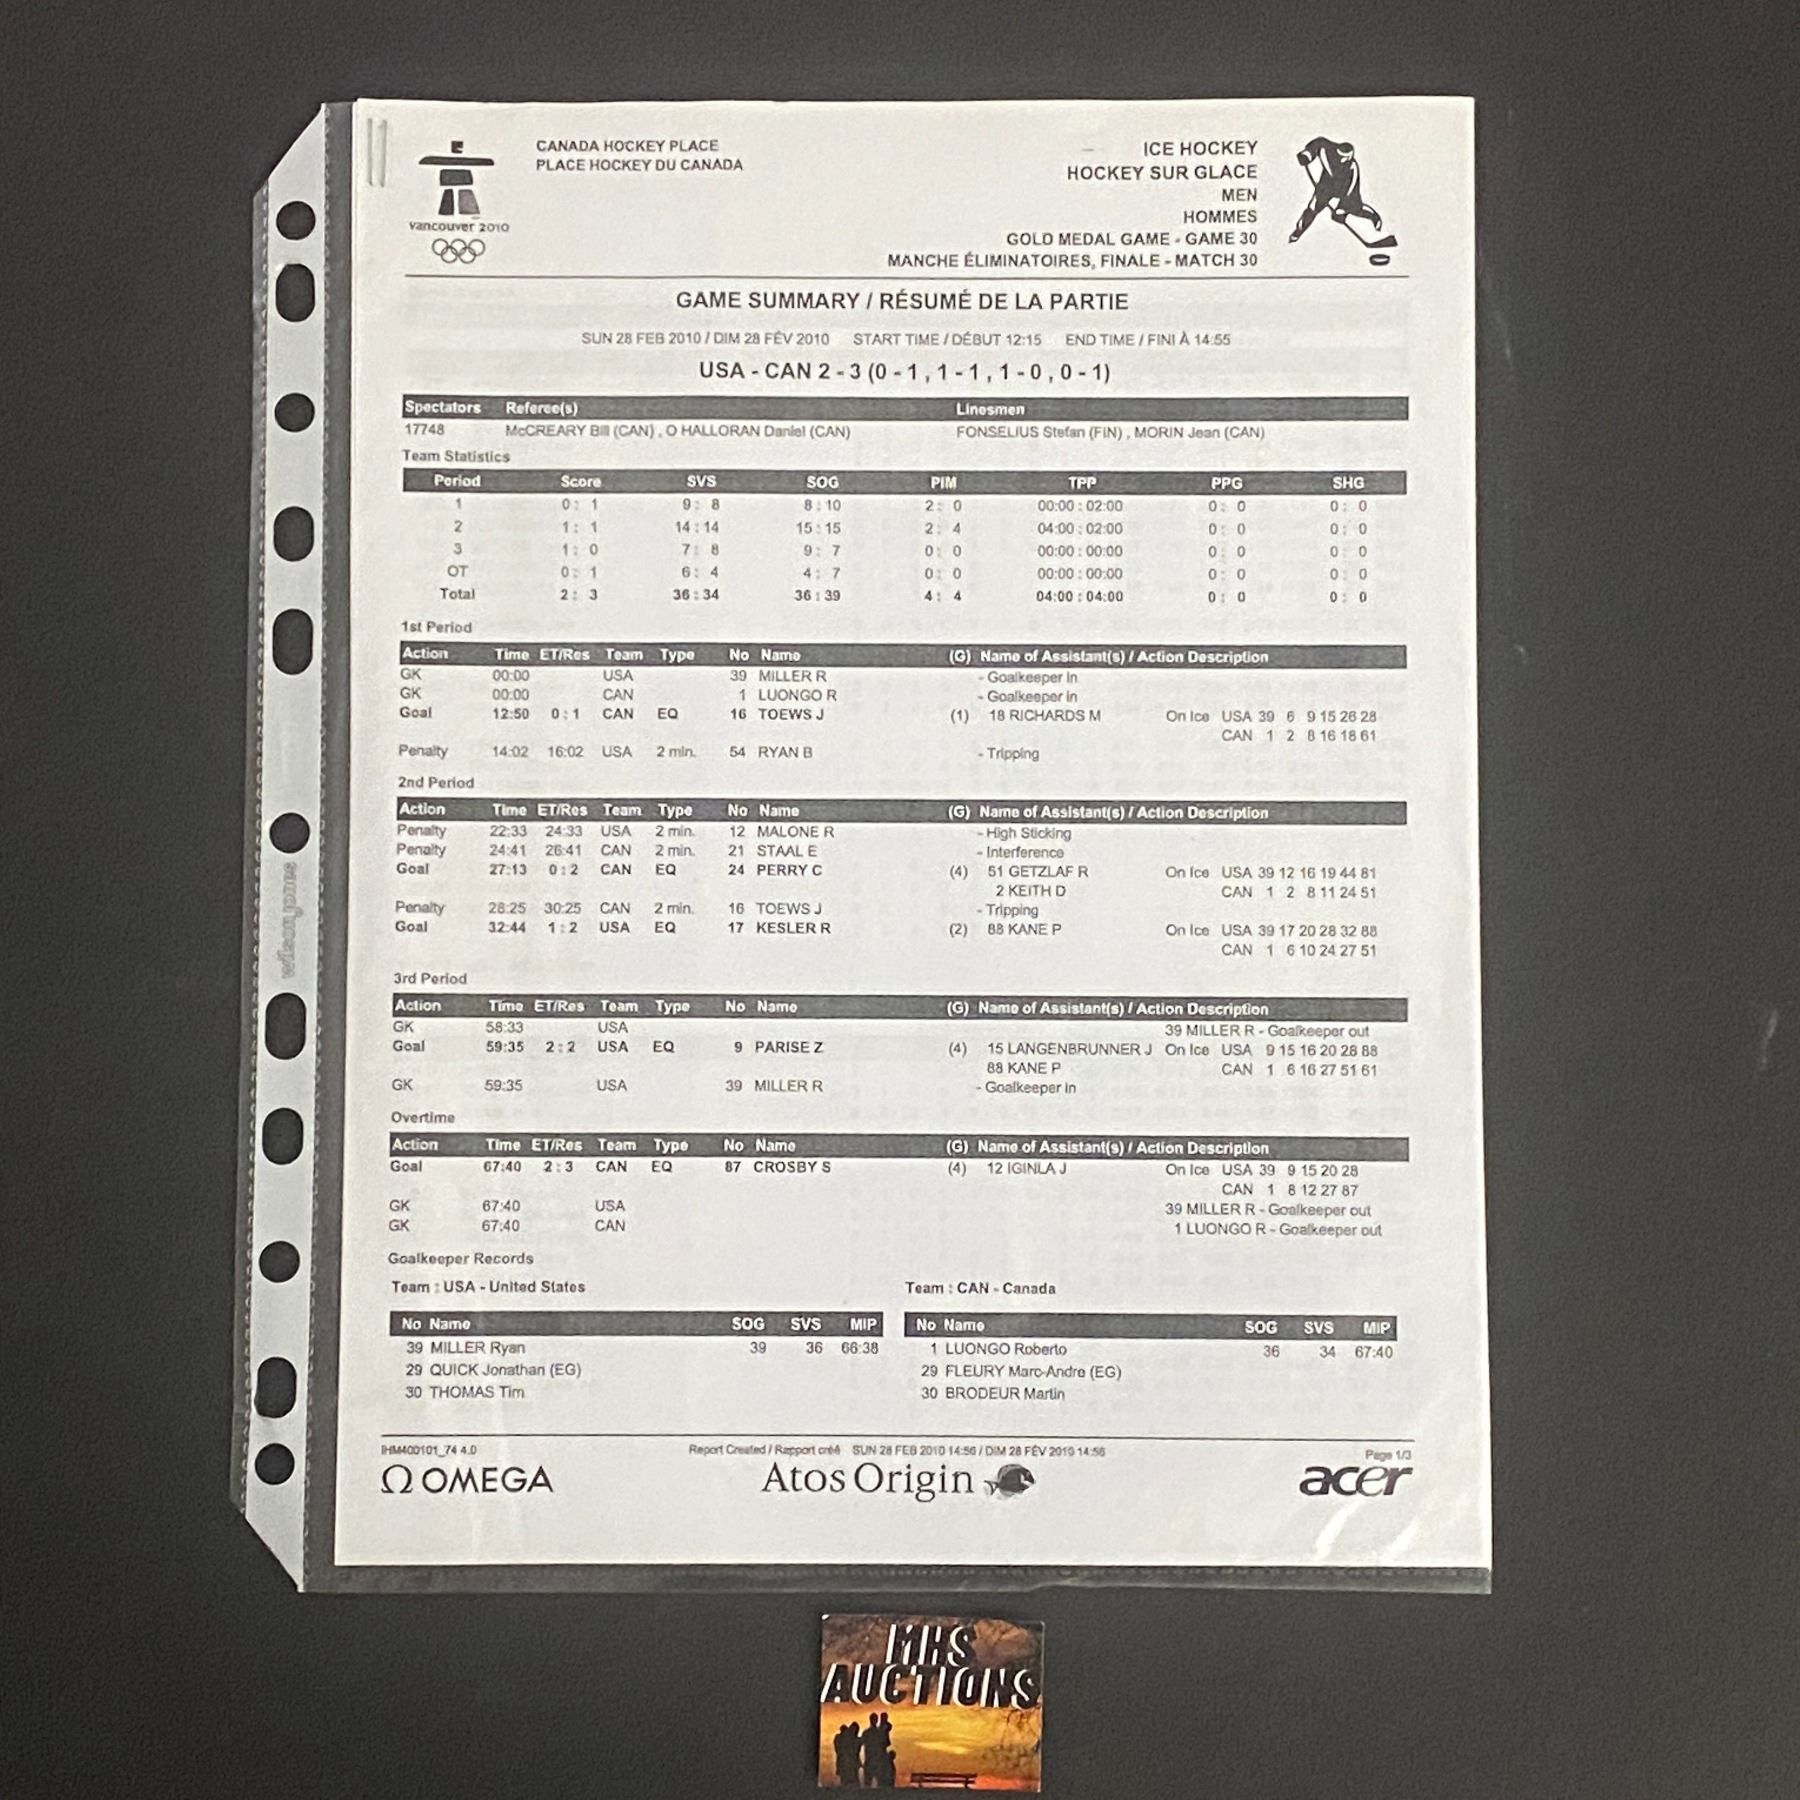 CANADA HOCKEY PLACE
PLACE HOCKEY DU CANADA
ICE HOCKEY
HOCKEY SUR GLACE
MEN
HOMMES
GOLD MEDAL GAME - GAME 30
MANCHE ÉLIMINATOIRES, FINALE - MATCH 30
vancouver 2010
GAME SUMMARY / RÉSUMÉ DE LA PARTIE
SUN 28 FEB 2010 / DIM 28 FÉV 2010 START TIME / DÉBUT 12:15 END TIME / FINI À 14:55
USA - CAN 2 - 3 (0 - 1 , 1 - 1 , 1 - 0 , 0 - 1)
Spectators Referee(s) Linesmen
17748 McCREARY Bill (CAN) , O HALLORAN Daniel (CAN) FONSELIUS Stefan (FIN) , MORIN Jean (CAN)
Team Statistics
Period Score SVS SOG PIM TPP PPG SHG
1 0 : 1 9 : 8 8 : 10 2 : 0 00:00 : 02:00 0 : 0 0 : 0
2 1 : 1 14 : 14 15 : 15 2 : 4 04:00 : 02:00 0 : 0 0 : 0
3 1 : 0 7 : 8 9 : 7 0 : 0 00:00 : 00:00 0 : 0 0 : 0
OT 0 : 1 6 : 4 4 : 7 0 : 0 00:00 : 00:00 0 : 0 0 : 0
Total 2 : 3 36 : 34 36 : 39 4 : 4 04:00 : 04:00 0 : 0 0 : 0
1st Period
Action Time ET/Res Team Type No Name (G) Name of Assistant(s) / Action Description
GK 00:00 USA 39 MILLER R - Goalkeeper in
GK 00:00 CAN 1 LUONGO R - Goalkeeper in
Goal 12:50 0 : 1 CAN EQ 16 TOEWS J (1) 18 RICHARDS M On Ice USA 39 6 9 15 26 28
CAN 1 2 8 16 18 61
Penalty 14:02 16:02 USA 2 min. 54 RYAN B - Tripping
2nd Period
Action Time ET/Res Team Type No Name (G) Name of Assistant(s) / Action Description
Penalty 22:33 24:33 USA 2 min. 12 MALONE R - High Sticking
Penalty 24:41 26:41 CAN 2 min. 21 STAAL E - Interference
Goal 27:13 0 : 2 CAN EQ 24 PERRY C (4) 51 GETZLAF R On Ice USA 39 12 16 19 44 81
2 KEITH D CAN 1 2 8 11 24 51
Penalty 28:25 30:25 CAN 2 min. 16 TOEWS J - Tripping
Goal 32:44 1 : 2 USA EQ 17 KESLER R (2) 88 KANE P On Ice USA 39 17 20 28 32 88
CAN 1 6 10 24 27 51
3rd Period
Action Time ET/Res Team Type No Name (G) Name of Assistant(s) / Action Description
GK 58:33 USA 39 MILLER R - Goalkeeper out
Goal 59:35 2 : 2 USA EQ 9 PARISE Z (4) 15 LANGENBRUNNER J On Ice USA 9 15 16 20 28 88
88 KANE P CAN 1 6 16 27 51 61
GK 59:35 USA 39 MILLER R - Goalkeeper in
Overtime
Action Time ET/Res Team Type No Name (G) Name of Assistant(s) / Action Description
Goal 67:40 2 : 3 CAN EQ 87 CROSBY S (4) 12 IGINLA J On Ice USA 39 9 15 20 28
CAN 1 8 12 27 87
GK 67:40 USA 39 MILLER R - Goalkeeper out
GK 67:40 CAN 1 LUONGO R - Goalkeeper out
Goalkeeper Records
Team : USA - United States Team : CAN - Canada
No Name SOG SVS MIP No Name SOG SVS MIP
39 MILLER Ryan 39 36 66:38 1 LUONGO Roberto 36 34 67:40
29 QUICK Jonathan (EG) 29 FLEURY Marc-Andre (EG)
30 THOMAS Tim 30 BRODEUR Martin
IHM400101_74 4.0 Report Created / Rapport créé SUN 28 FEB 2010 14:56 / DIM 28 FÉV 2010 14:56 Page 1/3
Ω OMEGA Atos Origin acer
wilson jones
MHS
AUCTIONS